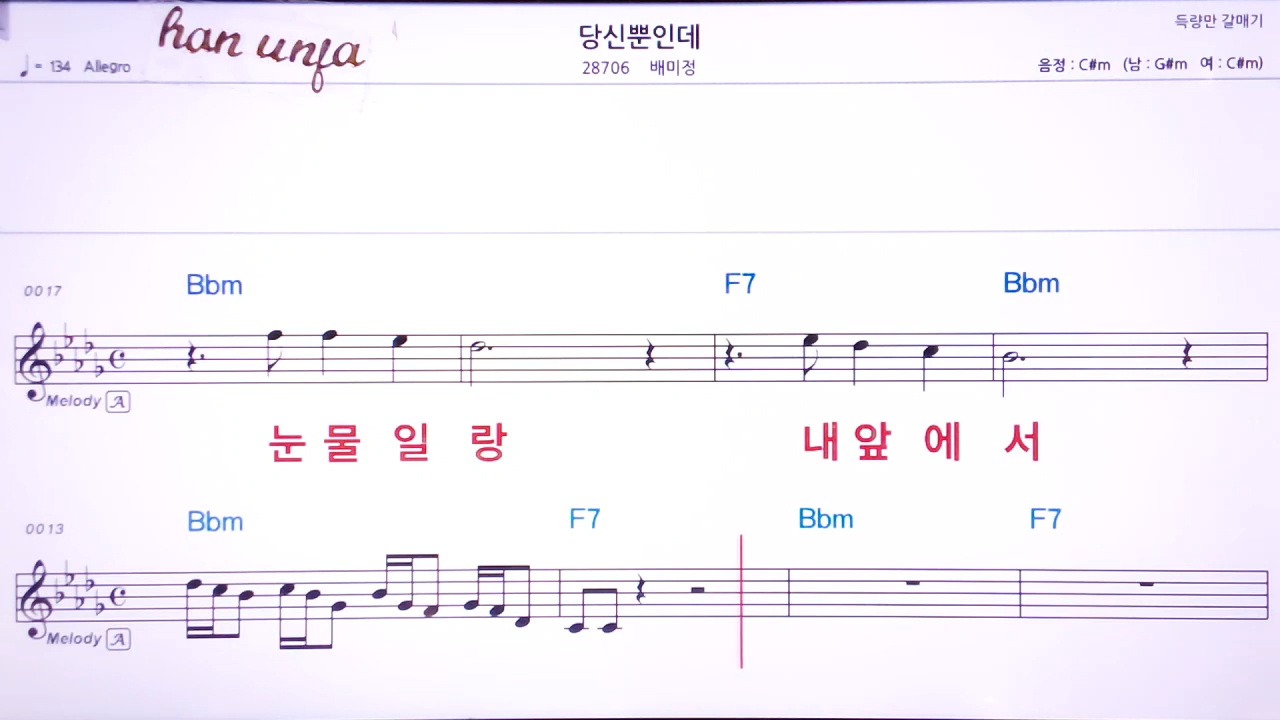 han unfa
당신뿐인데
득량만 갈매기
♩ = 134 Allegro
28706 배미정
음정 : C#m (남 : G#m 여 : C#m)
0017
Bbm F7 Bbm
Melody A
눈 물 일 랑 내 앞 에 서
0013
Bbm F7 Bbm F7
Melody A